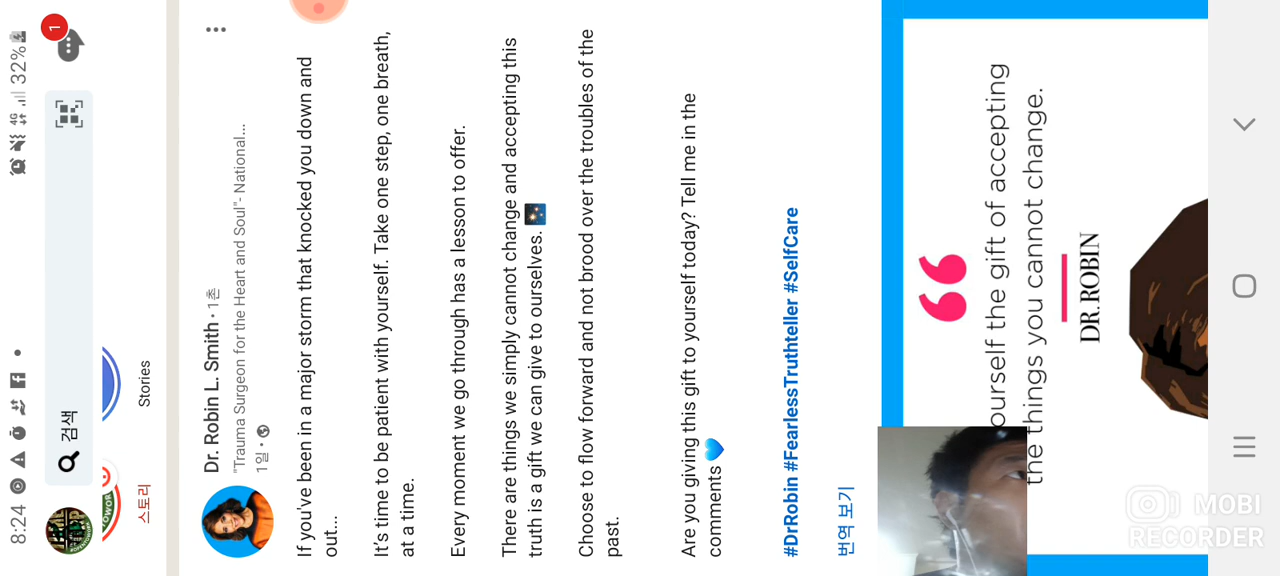 8:24
4G
32%
검색
1
스토리
Stories
Dr. Robin L. Smith • 1촌
"Trauma Surgeon for the Heart and Soul"- National...
1일 •
If you've been in a major storm that knocked you down and
out...
It's time to be patient with yourself. Take one step, one breath,
at a time.
Every moment we go through has a lesson to offer.
There are things we simply cannot change and accepting this
truth is a gift we can give to ourselves.
Choose to flow forward and not brood over the troubles of the
past.
Are you giving this gift to yourself today? Tell me in the
comments
#DrRobin #FearlessTruthteller #SelfCare
번역 보기
ourself the gift of accepting
the things you cannot change.
DR. ROBIN
MOBI
RECORDER